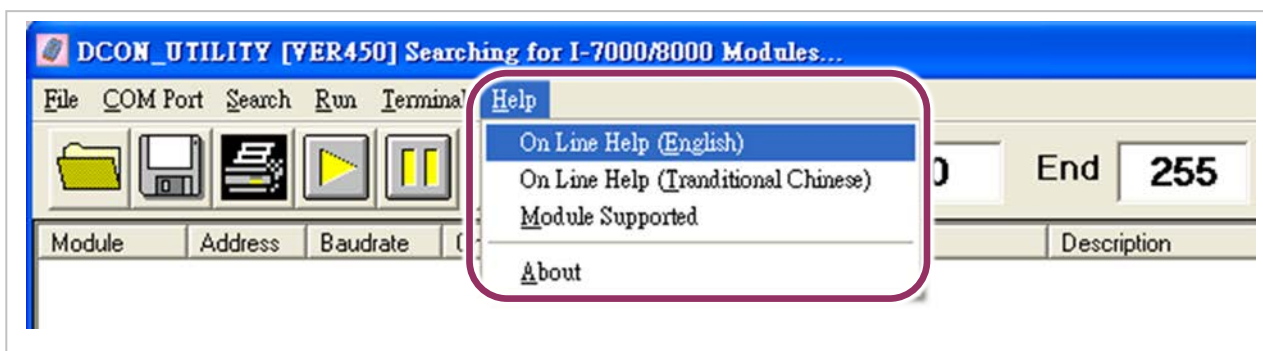 DCON_UTILITY [VER450] Searching for I-7000/8000 Modules...
File COM Port Search Run Terminal Help
On Line Help (English)
On Line Help (Tranditional Chinese)
Module Supported
About
End 255
Module Address Baudrate Description